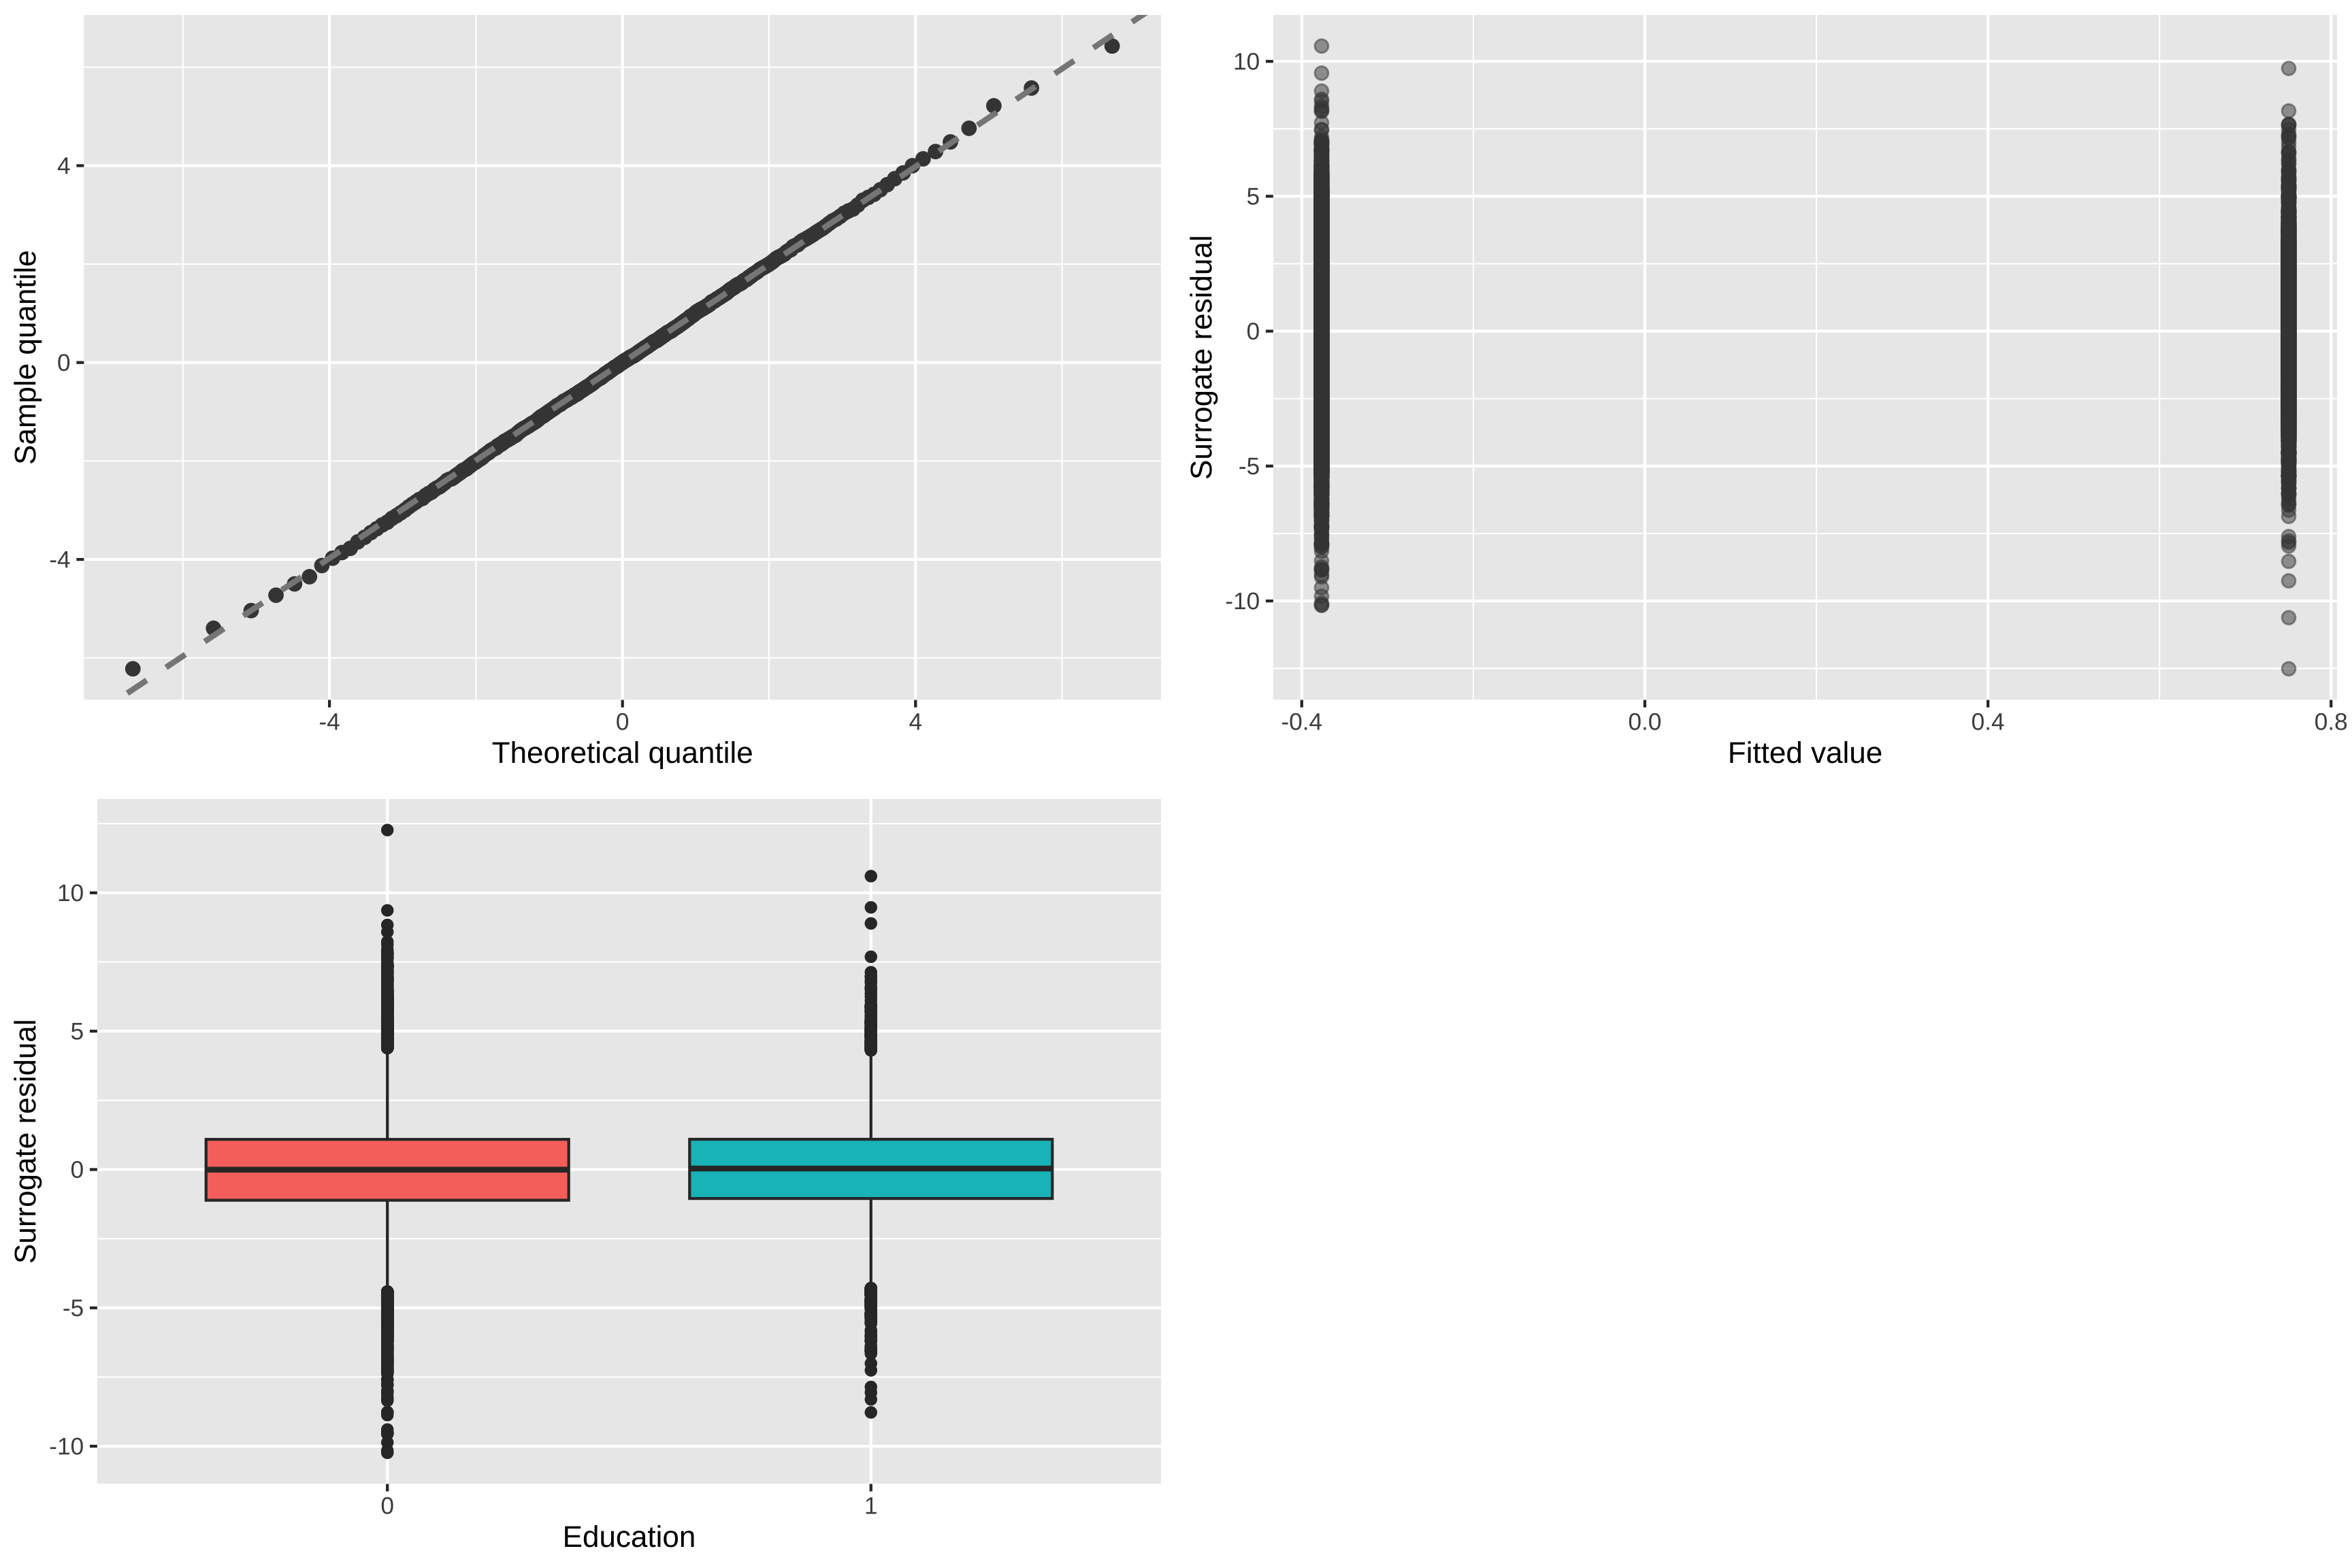 4
0
-4
Sample quantile
-4 0 4
Theoretical quantile
10
5
0
-5
-10
Surrogate residual
-0.4 0.0 0.4 0.8
Fitted value
10
5
0
-5
-10
Surrogate residual
0 1
Education